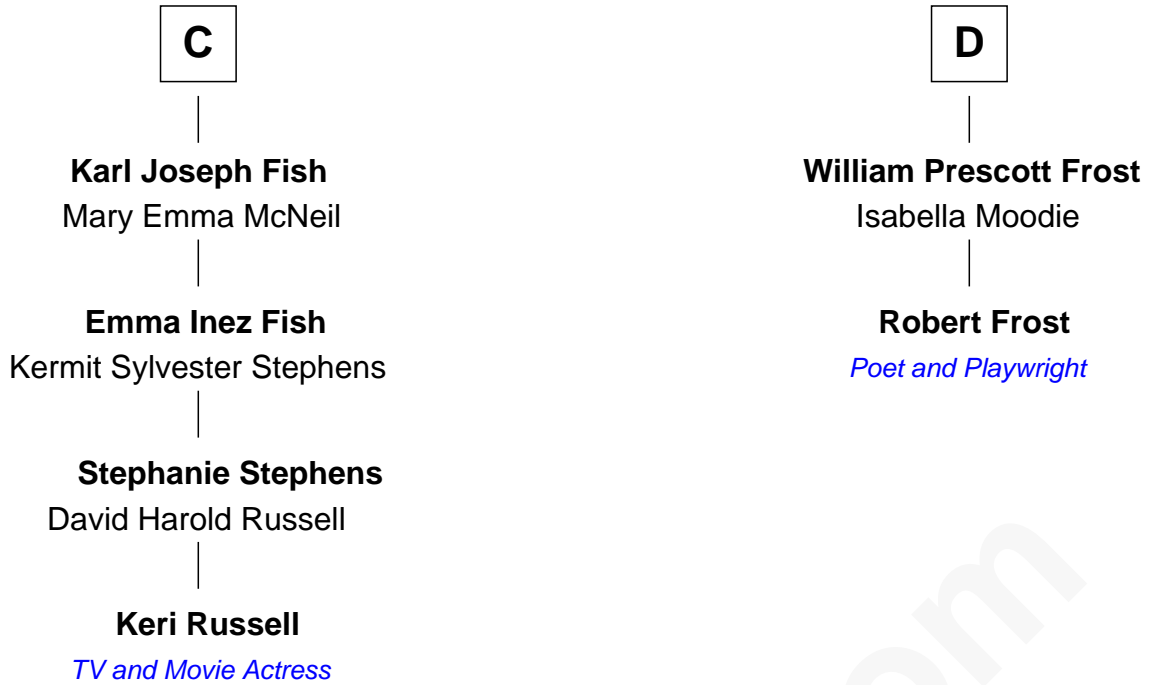 C
Karl Joseph Fish
Mary Emma McNeil
Emma Inez Fish
Kermit Sylvester Stephens
Stephanie Stephens
David Harold Russell
Keri Russell
TV and Movie Actress
D
William Prescott Frost
Isabella Moodie
Robert Frost
Poet and Playwright
om